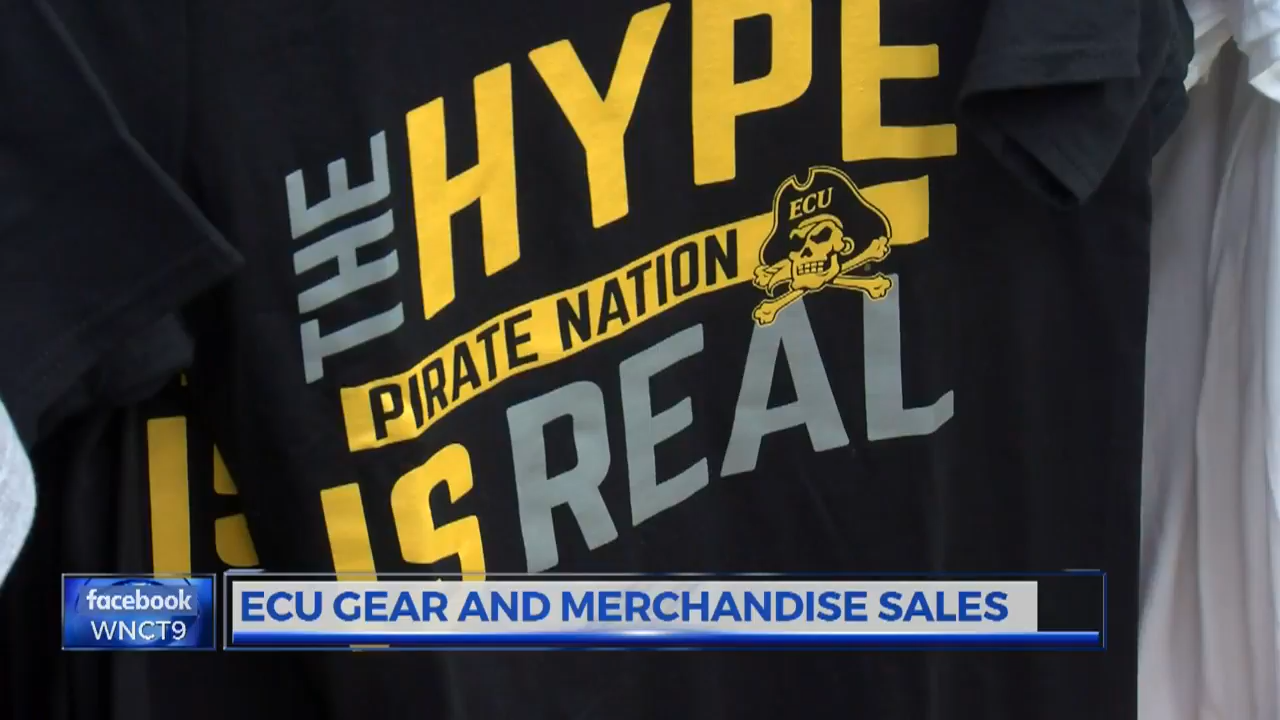 THE
HYPE
ECU
PIRATE NATION
IS REAL
facebook
WNCT9
ECU GEAR AND MERCHANDISE SALES